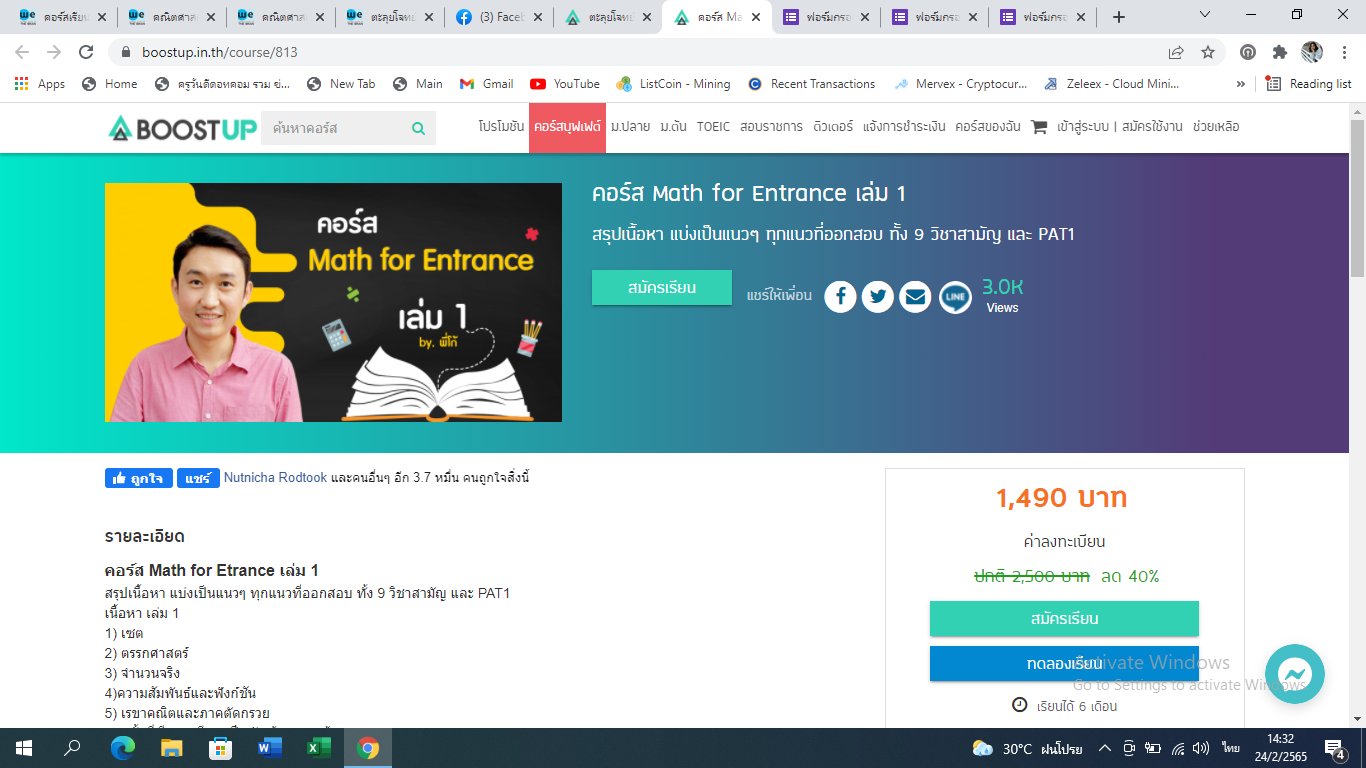 คอร์สเรียน
คณิตศาส
คณิตศาส
ตะลุยโจทย์
(3) Faceb
ตะลุยโจทย์
คอร์ส Ma
ฟอร์มกรอ
ฟอร์มกรอ
ฟอร์มกรอ
boostup.in.th/course/813
Apps
Home
ครูวันดีดอทคอม รวม ข่...
New Tab
Main
Gmail
YouTube
ListCoin - Mining
Recent Transactions
Mervex - Cryptocur...
Zeleex - Cloud Mini...
»
Reading list
BOOSTUP
ค้นหาคอร์ส
โปรโมชัน คอร์สบุฟเฟต์ ม.ปลาย ม.ต้น TOEIC สอบราชการ ติวเตอร์ แจ้งการชำระเงิน คอร์สของฉัน เข้าสู่ระบบ | สมัครใช้งาน ช่วยเหลือ
คอร์ส
Math for Entrance
เล่ม 1
by. พี่โก้
คอร์ส Math for Entrance เล่ม 1
สรุปเนื้อหา แบ่งเป็นแนวๆ ทุกแนวที่ออกสอบ ทั้ง 9 วิชาสามัญ และ PAT1
สมัครเรียน
แชร์ให้เพื่อน
LINE
3.0K
Views
ถูกใจ
แชร์
Nutnicha Rodtook และคนอื่นๆ อีก 3.7 หมื่น คนถูกใจสิ่งนี้
รายละเอียด
คอร์ส Math for Etrance เล่ม 1
สรุปเนื้อหา แบ่งเป็นแนวๆ ทุกแนวที่ออกสอบ ทั้ง 9 วิชาสามัญ และ PAT1
เนื้อหา เล่ม 1
1) เซต
2) ตรรกศาสตร์
3) จำนวนจริง
4)ความสัมพันธ์และฟังก์ชัน
5) เรขาคณิตและภาคตัดกรวย
1,490 บาท
ค่าลงทะเบียน
ปกติ 2,500 บาท ลด 40%
สมัครเรียน
ทดลองเรียน
เรียนได้ 6 เดือน
Activate Windows
Go to Settings to activate Windows.
30°C ฝนโปรย
ไทย
14:32
24/2/2565
4